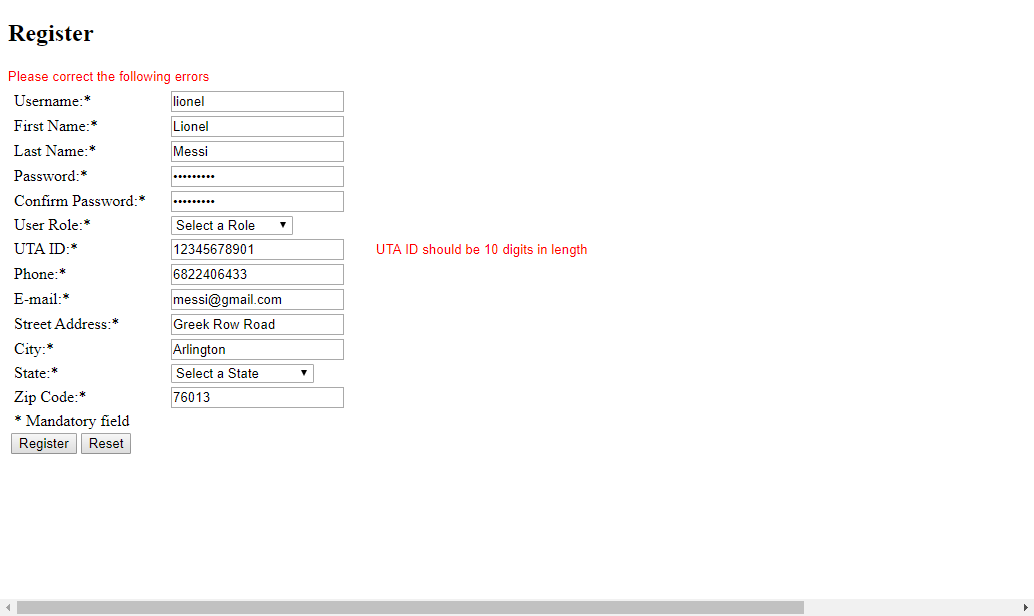 Register
Please correct the following errors
Username:* lionel
First Name:* Lionel
Last Name:* Messi
Password:* •••••••••
Confirm Password:* •••••••••
User Role:* Select a Role
UTA ID:* 12345678901 UTA ID should be 10 digits in length
Phone:* 6822406433
E-mail:* messi@gmail.com
Street Address:* Greek Row Road
City:* Arlington
State:* Select a State
Zip Code:* 76013
* Mandatory field
Register Reset